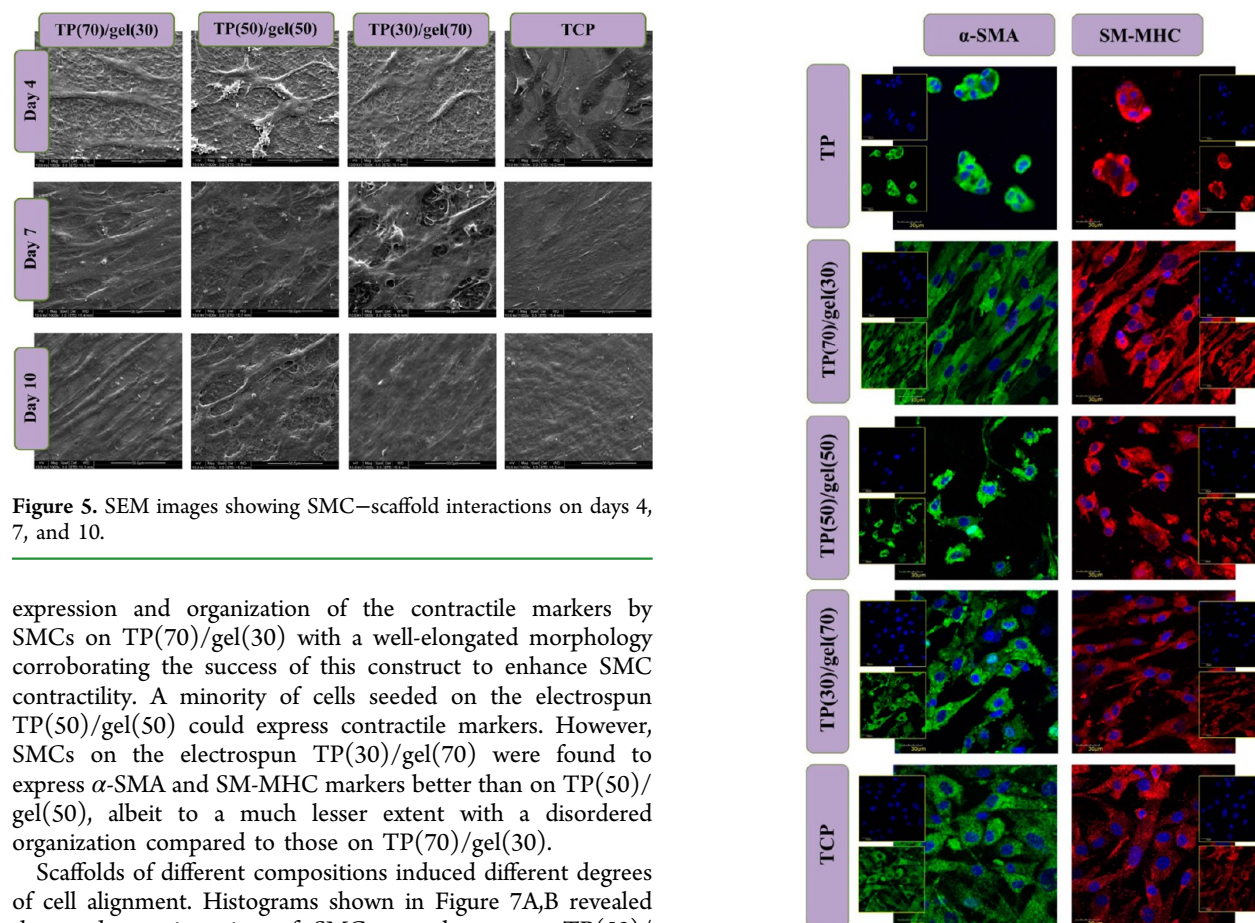 TP(70)/gel(30) TP(50)/gel(50) TP(30)/gel(70) TCP
Day 4
Day 7
Day 10
Figure 5. SEM images showing SMC−scaffold interactions on days 4,
7, and 10.
expression and organization of the contractile markers by
SMCs on TP(70)/gel(30) with a well-elongated morphology
corroborating the success of this construct to enhance SMC
contractility. A minority of cells seeded on the electrospun
TP(50)/gel(50) could express contractile markers. However,
SMCs on the electrospun TP(30)/gel(70) were found to
express α-SMA and SM-MHC markers better than on TP(50)/
gel(50), albeit to a much lesser extent with a disordered
organization compared to those on TP(70)/gel(30).
Scaffolds of different compositions induced different degrees
of cell alignment. Histograms shown in Figure 7A,B revealed
α-SMA SM-MHC
TP
30µm 30µm
TP(70)/gel(30)
30µm
TP(50)/gel(50)
30µm 30µm
TP(30)/gel(70)
30µm 30µm
TCP